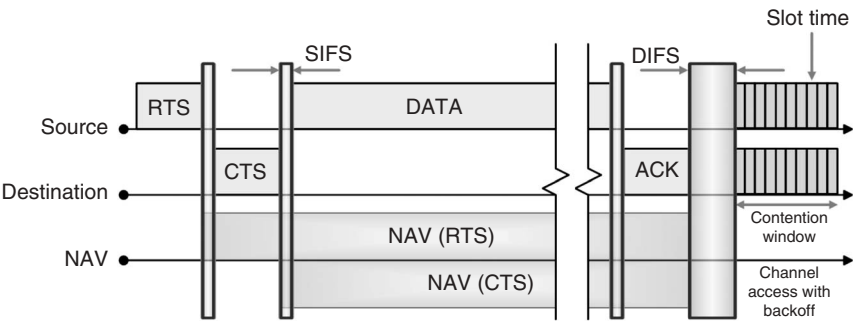 Slot time
SIFS
DIFS
RTS
DATA
Source
CTS
ACK
Destination
Contention
window
NAV (RTS)
NAV
NAV (CTS)
Channel
access with
backoff